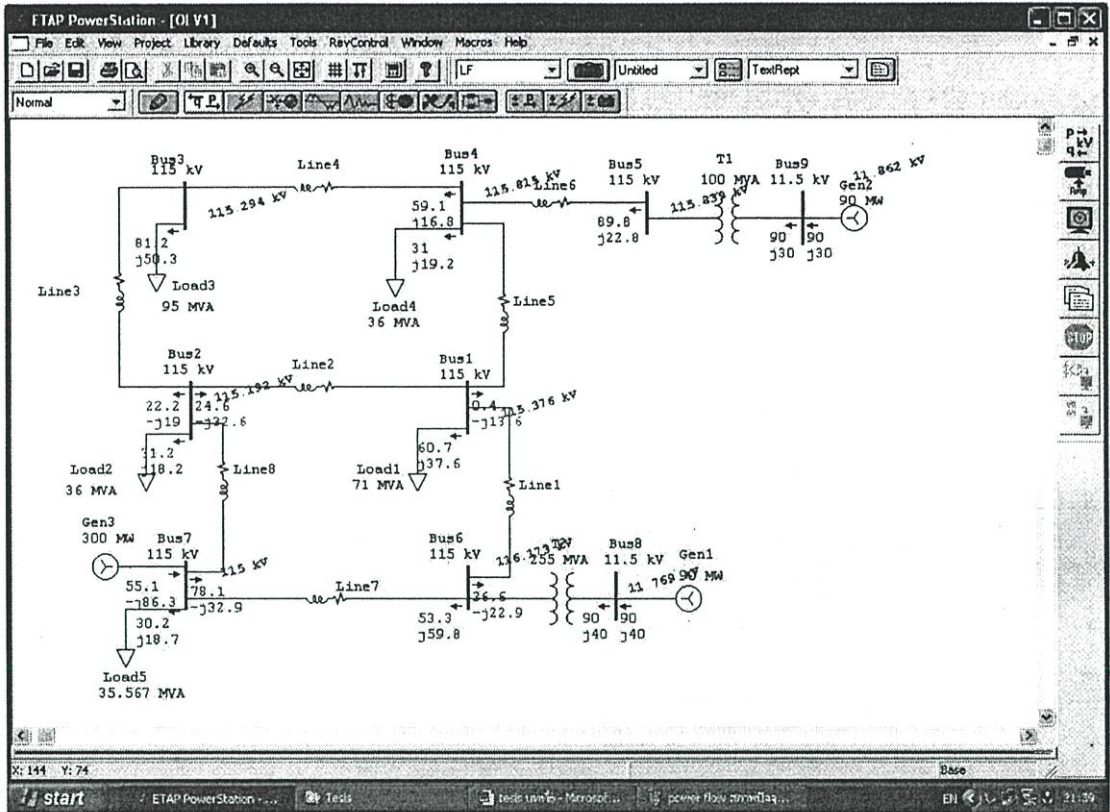 ETAP PowerStation - [OLV1]
File Edit View Project Library Defaults Tools RevControl Window Macros Help
LF Untitled TextRept
Normal
Bus3
115 kV
Line4
Bus4
115 kV
Bus5
115 kV
T1
100 MVA
Bus9
11.5 kV
11.862 kV
Gen2
90 MW
115.294 kV
115.815 kV
Line6
115.839 kV
59.1
j16.8
89.8
j22.8
90 90
j30 j30
81.2
j50.3
31
j19.2
Load3
95 MVA
Load4
36 MVA
Line3
Line5
Bus2
115 kV
Line2
Bus1
115 kV
115.192 kV
115.376 kV
22.2 24.6
-j19 -j32.6
0.4
-j13.6
31.2
j18.2
60.7
j37.6
Load2
36 MVA
Line8
Load1
71 MVA
Line1
Gen3
300 MW
Bus7
115 kV
115 kV
Bus6
115 kV
116.173 kV
T2
255 MVA
Bus8
11.5 kV
11.769 kV
Gen1
90 MW
55.1
-j86.3
78.1
-j32.9
Line7
-j22.9
30.2
j18.7
53.3
j59.8
90 90
j40 j40
Load5
35.567 MVA
X: 144 Y: 74
Base
start
ETAP PowerStation - ...
Tesis
EN
21:39